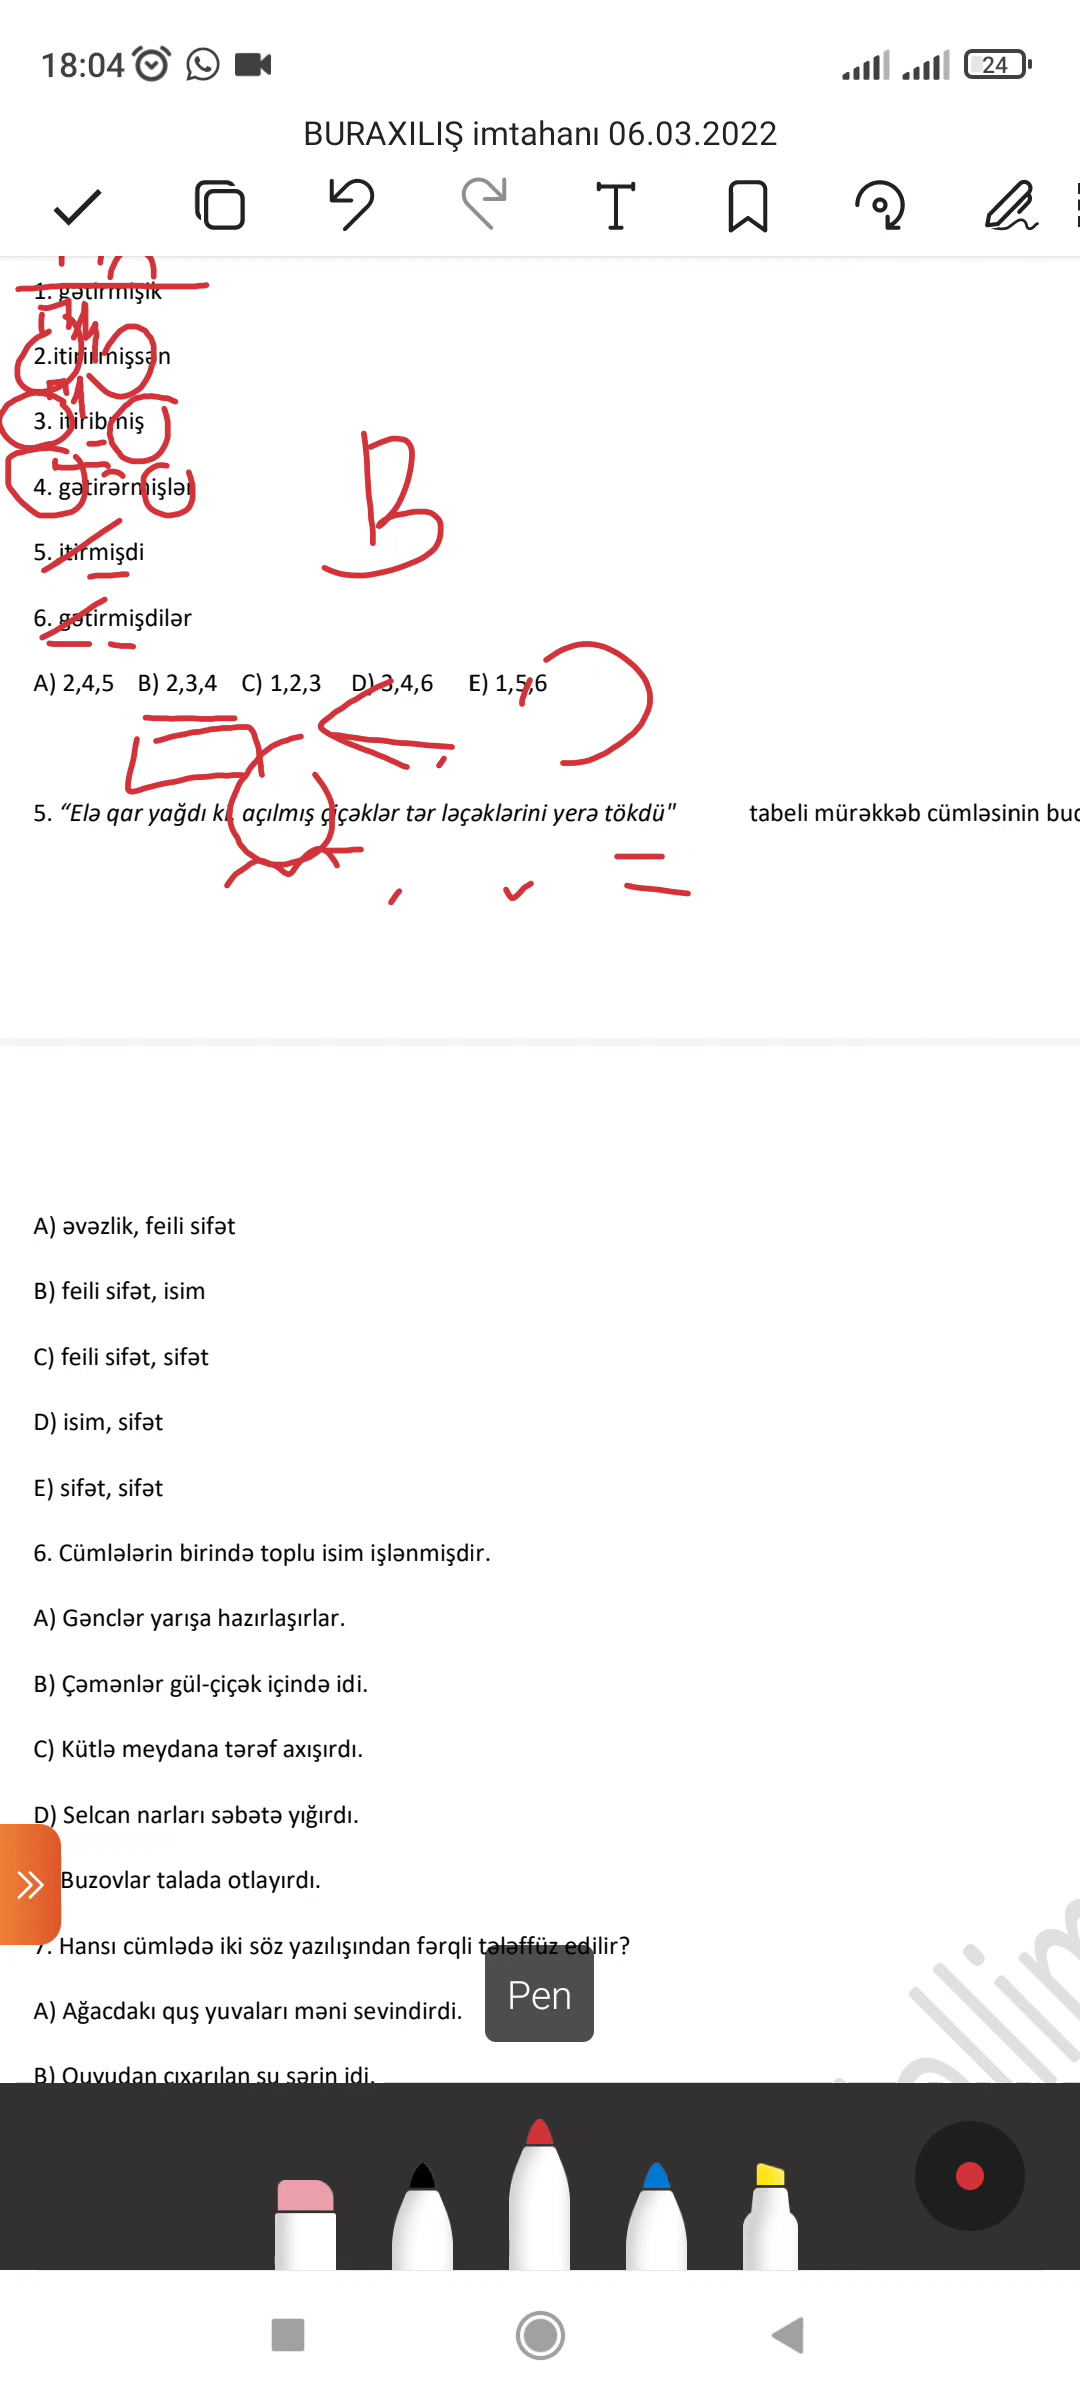 18:04
24
BURAXILIŞ imtahanı 06.03.2022
1. gətirmişik
2.itirirmişsən
3. itiribmiş
4. gətirərmişlər
B
5. itirmişdi
6. gətirmişdilər
A) 2,4,5 B) 2,3,4 C) 1,2,3 D) 3,4,6 E) 1,5,6
5. “Elə qar yağdı ki, açılmış çiçəklər tər ləçəklərini yerə tökdü" tabeli mürəkkəb cümləsinin
A) əvəzlik, feili sifət
B) feili sifət, isim
C) feili sifət, sifət
D) isim, sifət
E) sifət, sifət
6. Cümlələrin birində toplu isim işlənmişdir.
A) Gənclər yarışa hazırlaşırlar.
B) Çəmənlər gül-çiçək içində idi.
C) Kütlə meydana tərəf axışırdı.
D) Selcan narları səbətə yığırdı.
Buzovlar talada otlayırdı.
7. Hansı cümlədə iki söz yazılışından fərqli tələffüz edilir?
Pen
A) Ağacdakı quş yuvaları məni sevindirdi.
B) Quyudan çıxarılan su sərin idi.